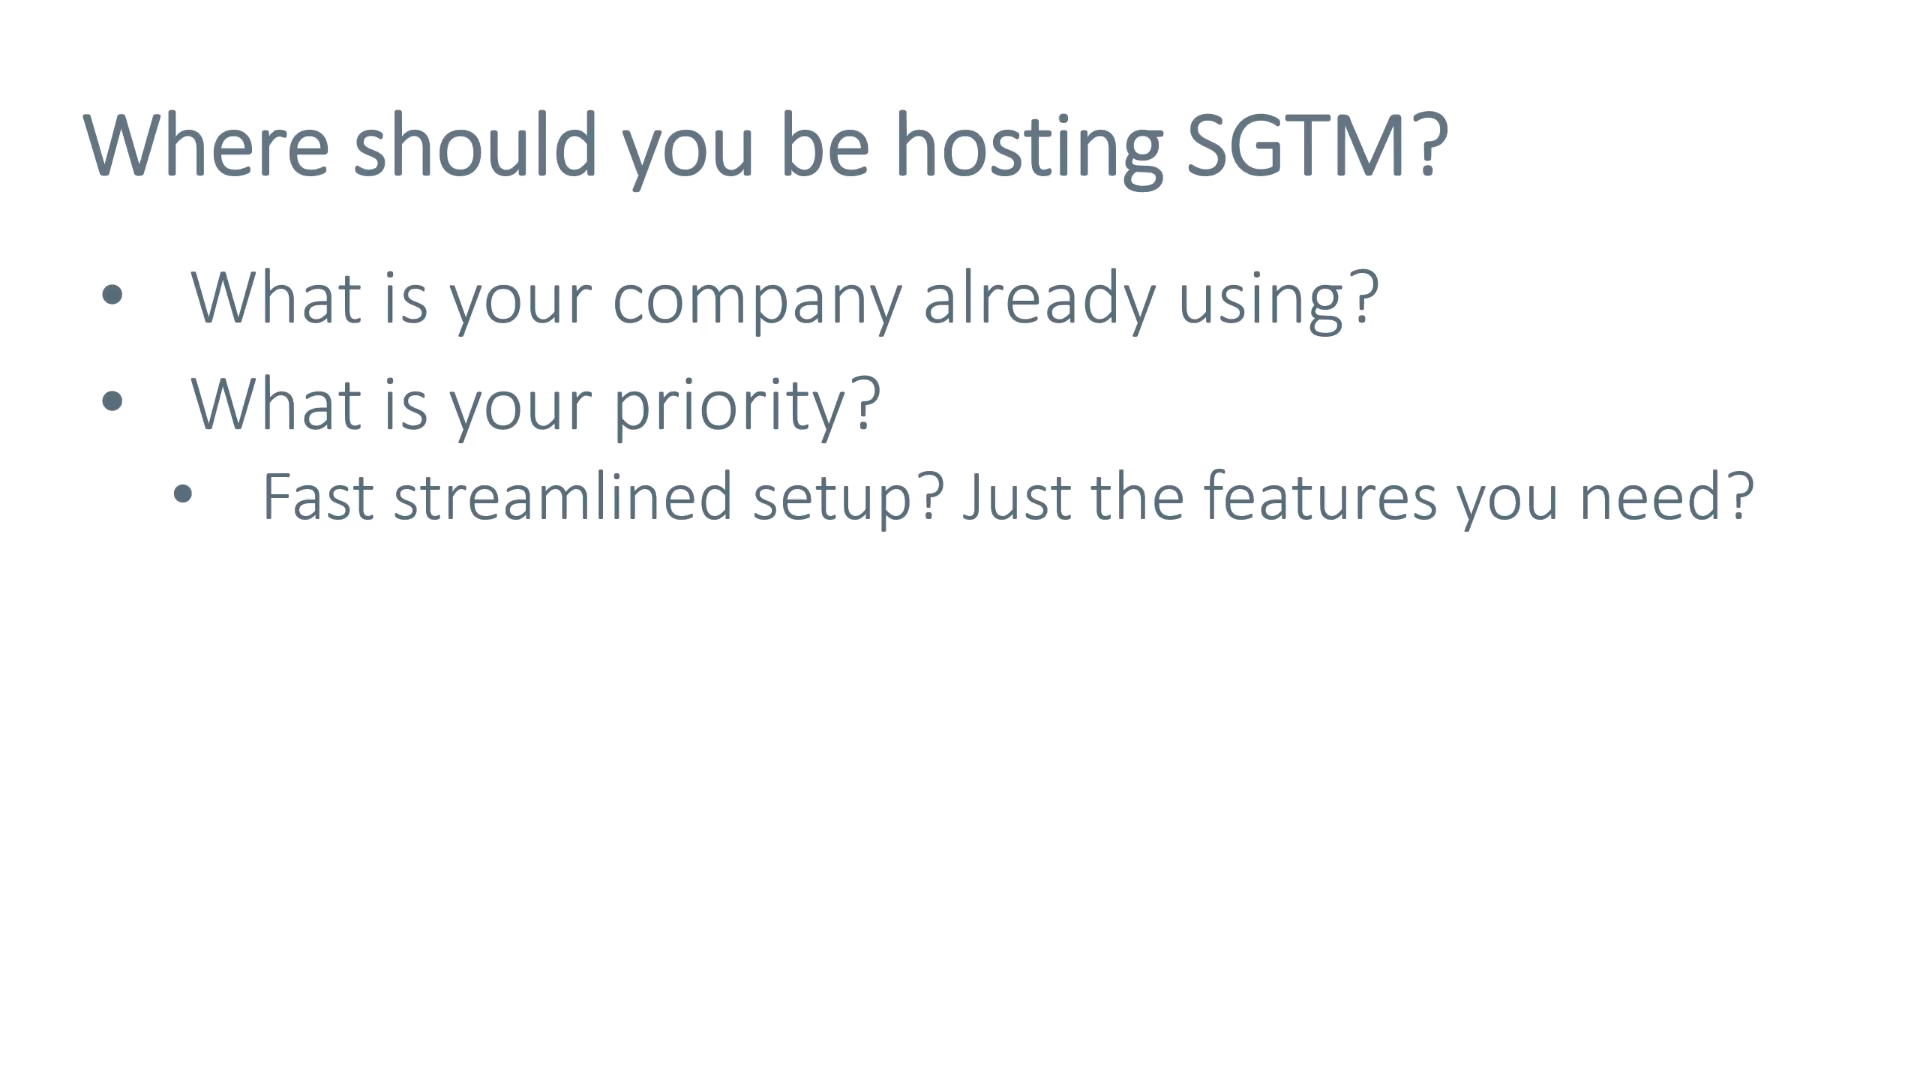 Where should you be hosting SGTM?
• What is your company already using?
• What is your priority?
• Fast streamlined setup? Just the features you need?